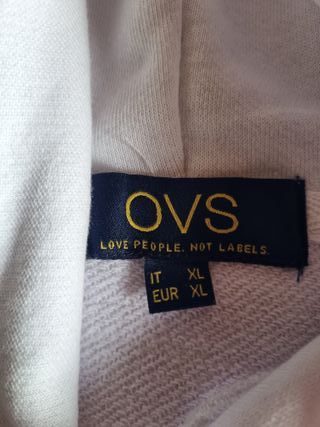 OVS
LOVE PEOPLE. NOT LABELS.
IT XL
EUR XL